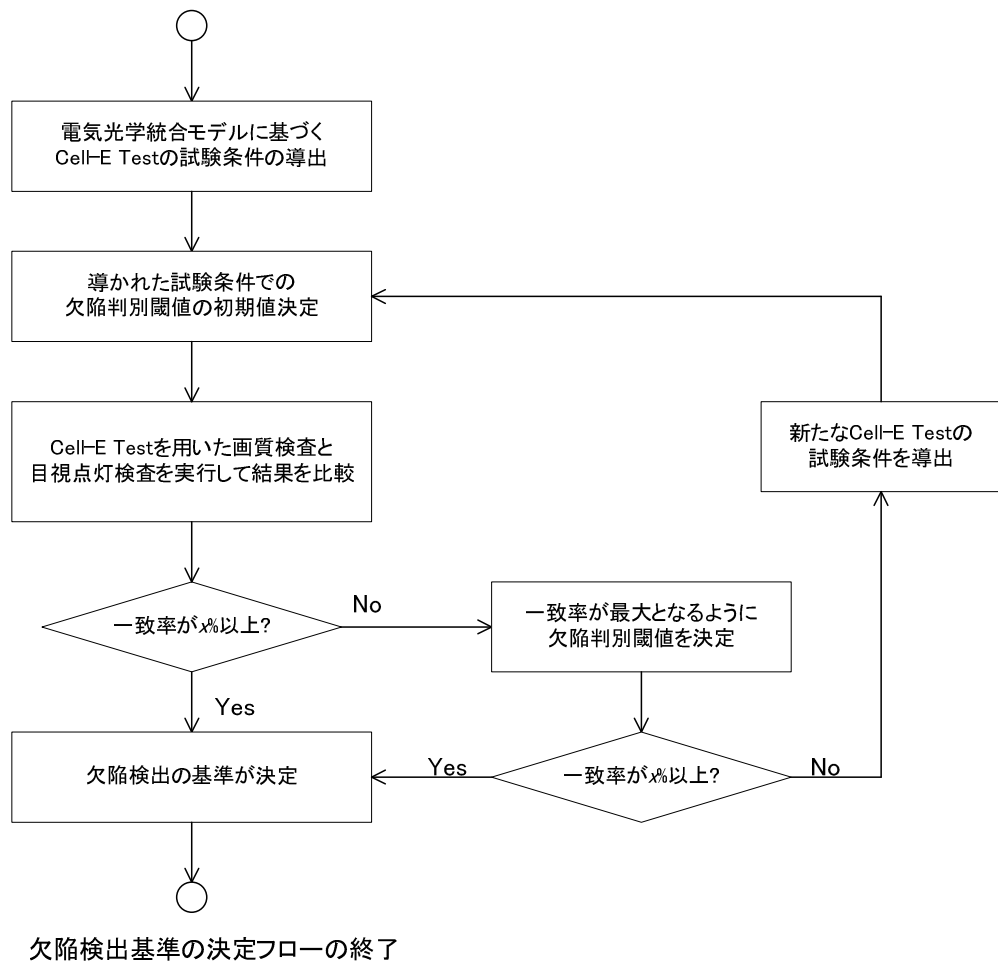 電気光学統合モデルに基づく
Cell-E Testの試験条件の導出
導かれた試験条件での
欠陥判別閾値の初期値決定
Cell-E Testを用いた画質検査と
目視点灯検査を実行して結果を比較
新たなCell-E Testの
試験条件を導出
一致率がx%以上?
No
一致率が最大となるように
欠陥判別閾値を決定
Yes
欠陥検出の基準が決定
Yes
一致率がx%以上?
No
欠陥検出基準の決定フローの終了